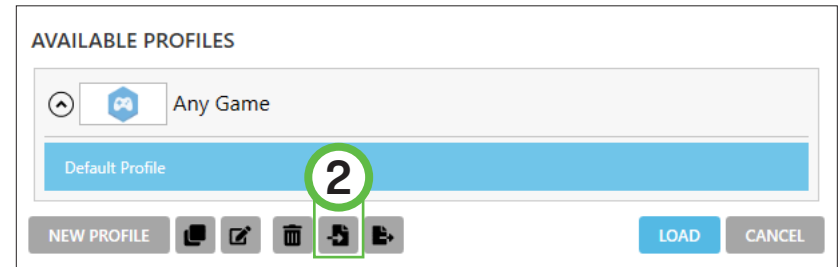 AVAILABLE PROFILES
Any Game
Default Profile
2
NEW PROFILE LOAD CANCEL